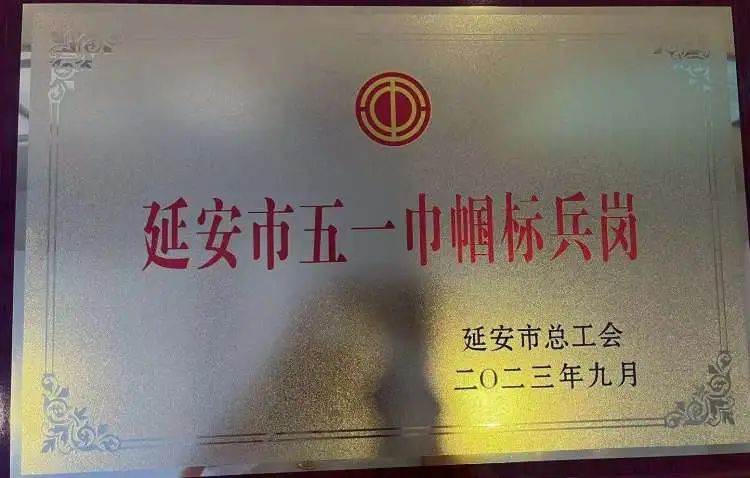 延安市五一巾帼标兵岗
延安市总工会
二〇二三年九月